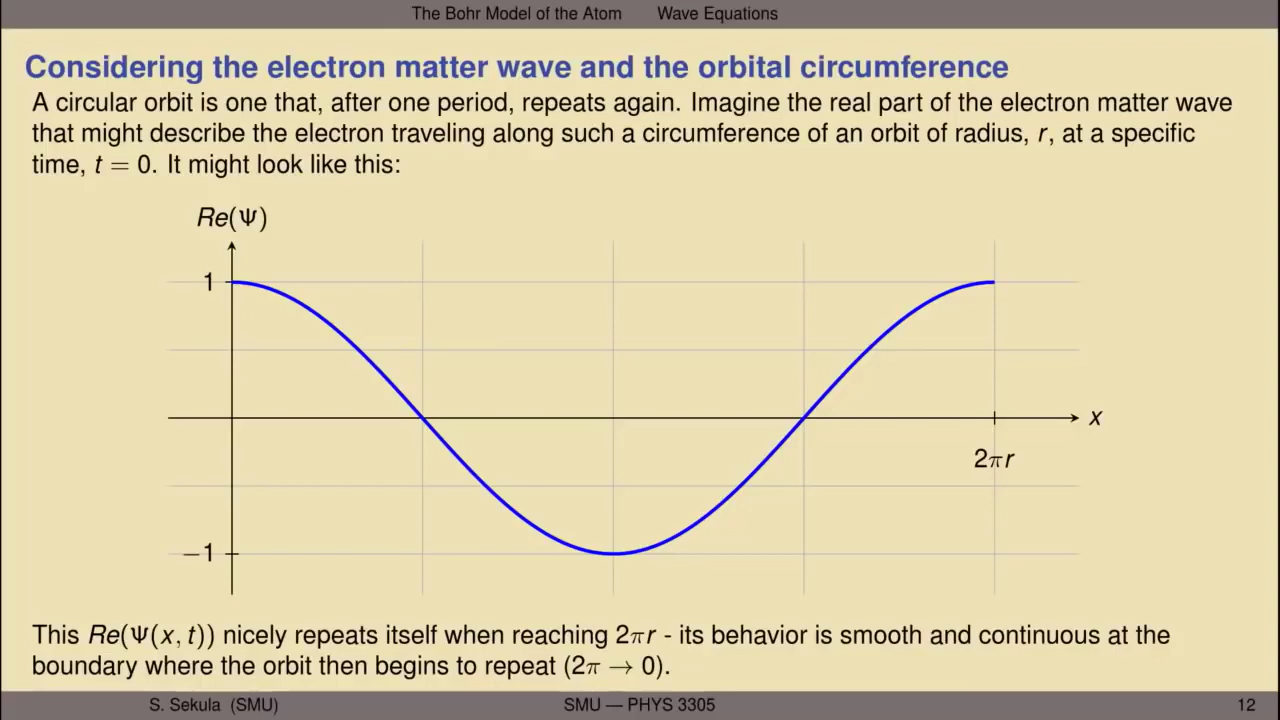 The Bohr Model of the Atom Wave Equations
Considering the electron matter wave and the orbital circumference
A circular orbit is one that, after one period, repeats again. Imagine the real part of the electron matter wave
that might describe the electron traveling along such a circumference of an orbit of radius, r, at a specific
time, t = 0. It might look like this:
Re(Ψ)
1
x
2πr
−1
This Re(Ψ(x, t)) nicely repeats itself when reaching 2πr - its behavior is smooth and continuous at the
boundary where the orbit then begins to repeat (2π → 0).
S. Sekula (SMU) SMU — PHYS 3305 12